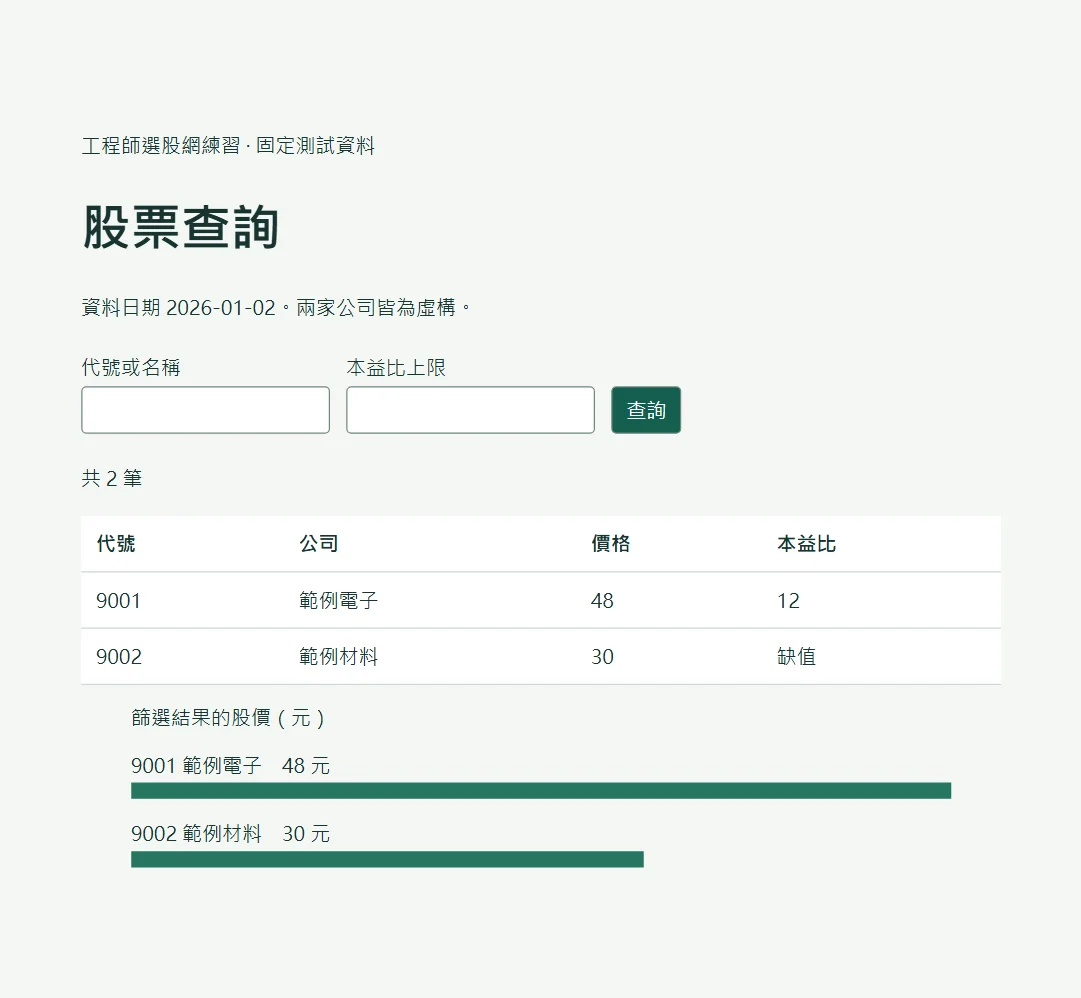 工程師選股網練習 · 固定測試資料
股票查詢
資料日期 2026-01-02。兩家公司皆為虛構。
代號或名稱 本益比上限
查詢
共 2 筆
代號 公司 價格 本益比
9001 範例電子 48 12
9002 範例材料 30 缺值
篩選結果的股價（元）
9001 範例電子 48 元
9002 範例材料 30 元